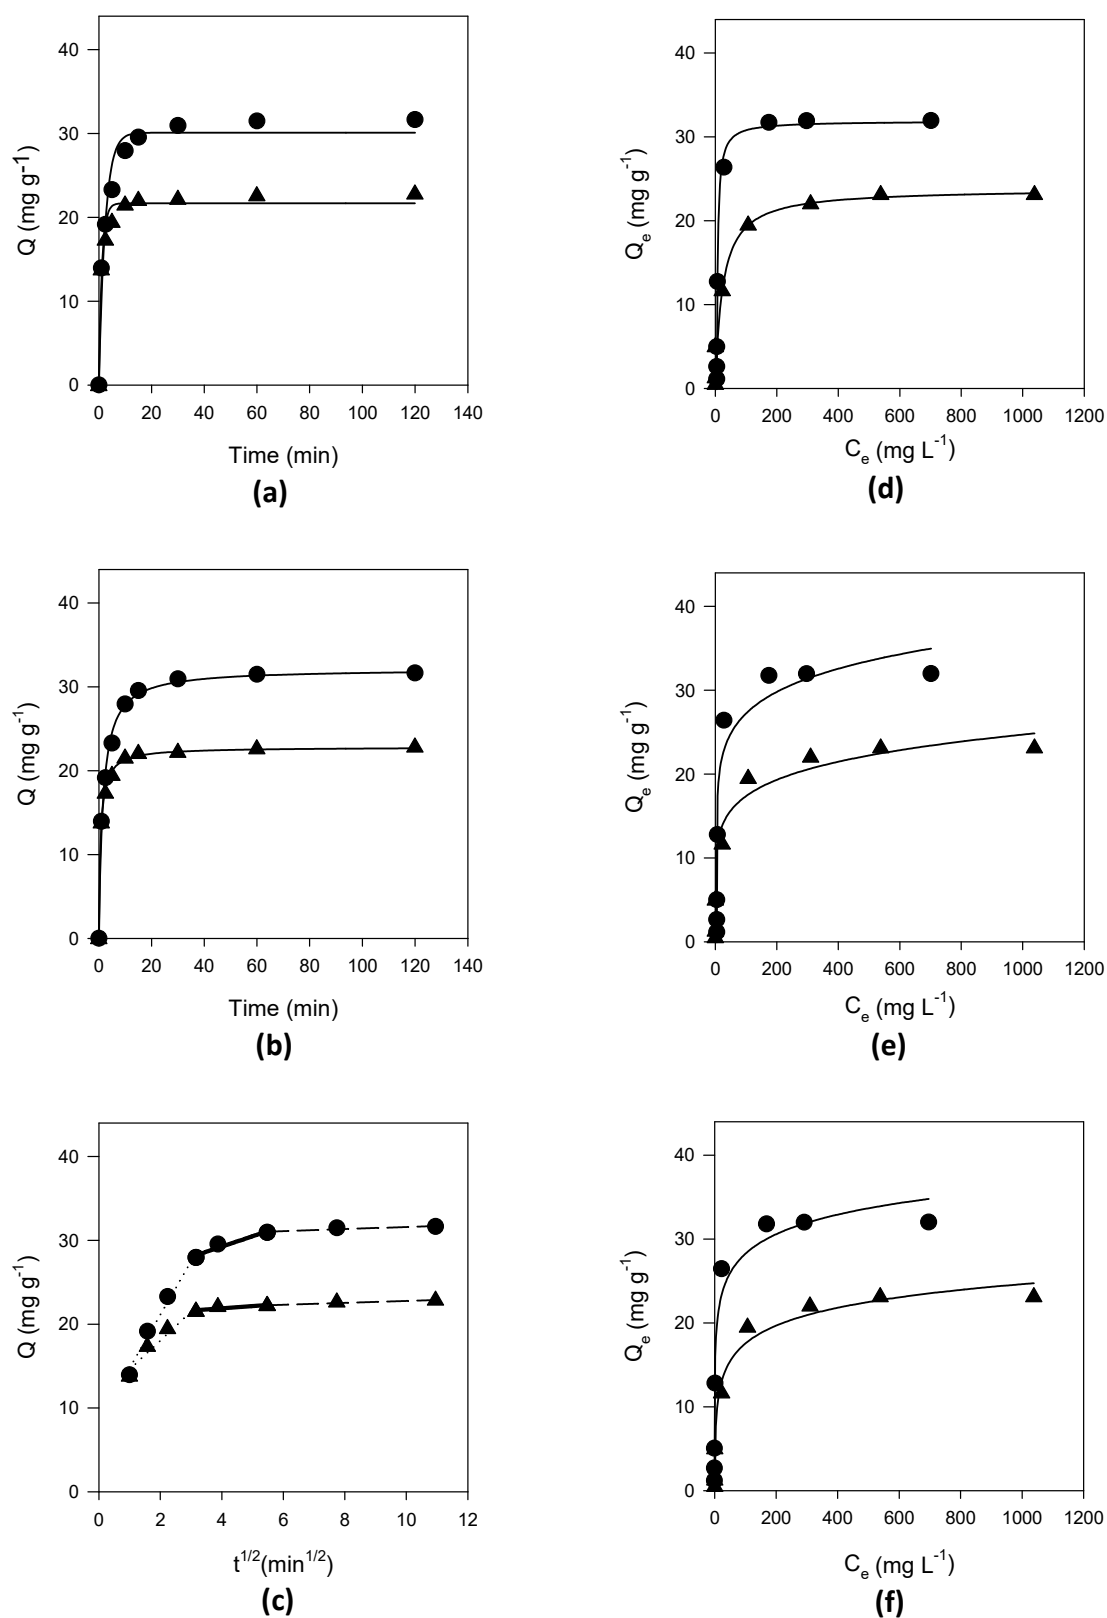 40
30
20
10
0
Q (mg g⁻¹)
0 20 40 60 80 100 120 140
Time (min)
(a)
40
30
20
10
0
Qₑ (mg g⁻¹)
0 200 400 600 800 1000 1200
Cₑ (mg L⁻¹)
(d)
40
30
20
10
0
Q (mg g⁻¹)
0 20 40 60 80 100 120 140
Time (min)
(b)
40
30
20
10
0
Qₑ (mg g⁻¹)
0 200 400 600 800 1000 1200
Cₑ (mg L⁻¹)
(e)
40
30
20
10
0
Q (mg g⁻¹)
0 2 4 6 8 10 12
t¹/²(min¹/²)
(c)
40
30
20
10
0
Qₑ (mg g⁻¹)
0 200 400 600 800 1000 1200
Cₑ (mg L⁻¹)
(f)